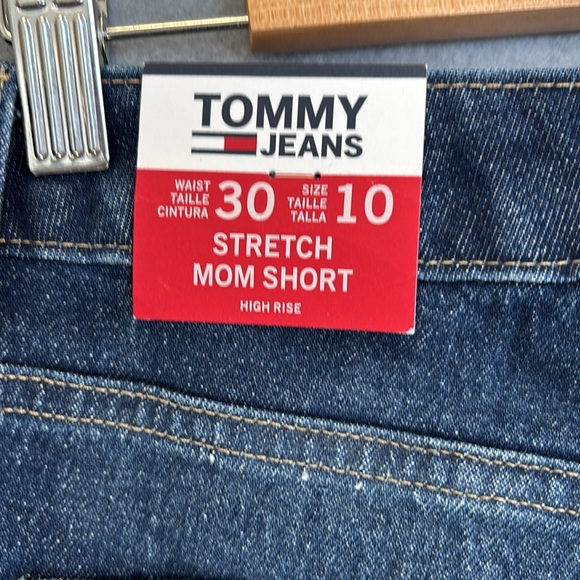 TOMMY
JEANS
WAIST
TAILLE
CINTURA
30
SIZE
TAILLE
TALLA
10
STRETCH
MOM SHORT
HIGH RISE